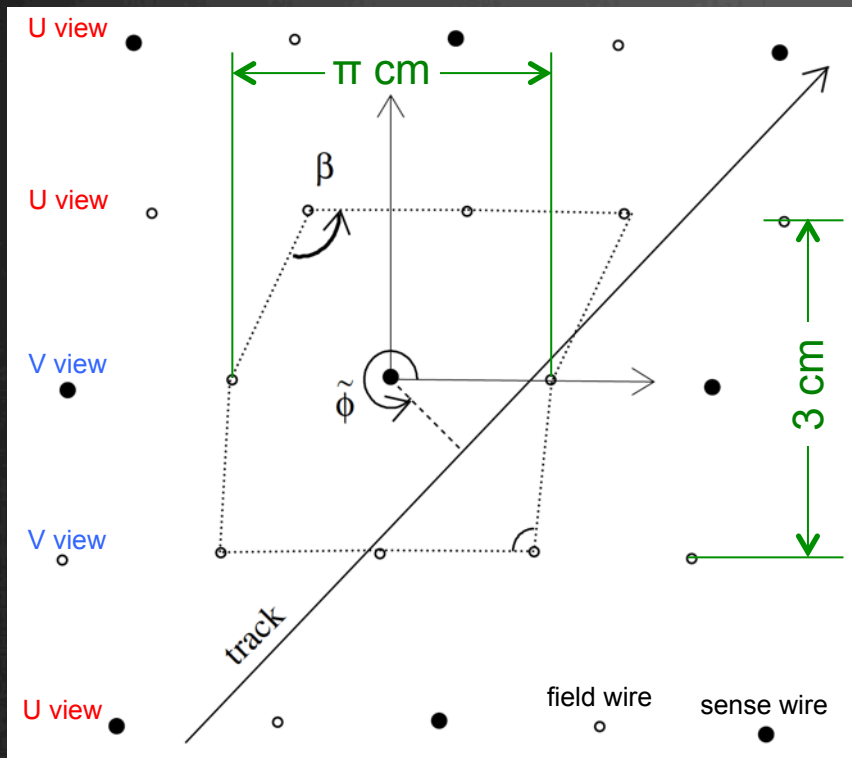 U view
π cm
β
U view
V view
3 cm
φ̃
V view
track
field wire
sense wire
U view